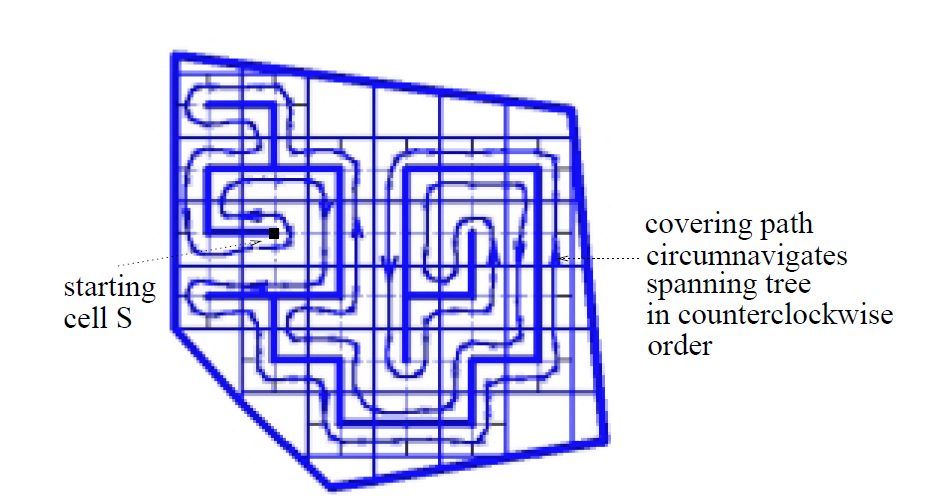 covering path
circumnavigates
spanning tree
in counterclockwise
order
starting
cell S